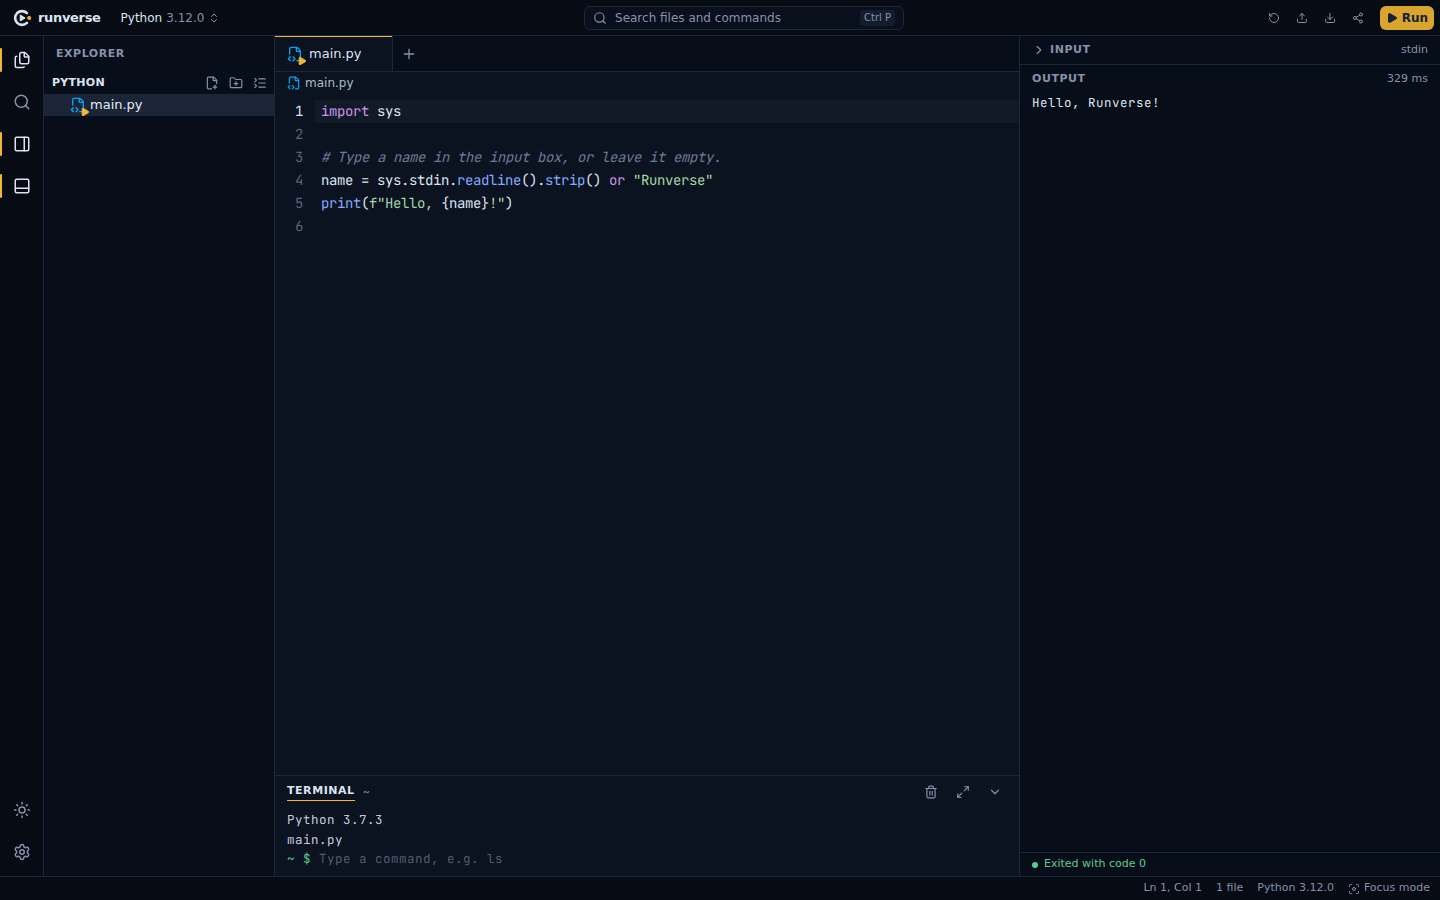 runverse Python 3.12.0 Search files and commands Ctrl P Run
EXPLORER
PYTHON
main.py
main.py
main.py
1 import sys
2
3 # Type a name in the input box, or leave it empty.
4 name = sys.stdin.readline().strip() or "Runverse"
5 print(f"Hello, {name}!")
6
TERMINAL ~
Python 3.7.3
main.py
~ $ Type a command, e.g. ls
INPUT stdin
OUTPUT 329 ms
Hello, Runverse!
Exited with code 0
Ln 1, Col 1 1 file Python 3.12.0 Focus mode